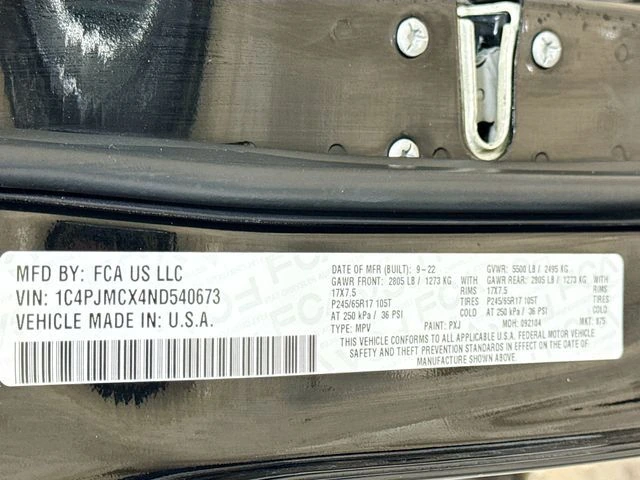 MFD BY: FCA US LLC
VIN: 1C4PJMCX4ND540673
VEHICLE MADE IN: U.S.A.
DATE OF MFR (BUILT): 9-22 GVWR: 5500 LB / 2495 KG
GAWR FRONT: 2805 LB / 1273 KG WITH GAWR REAR: 2805 LB / 1273 KG WITH
17X7.5 RIMS 17X7.5 RIMS
P245/65R17 105T TIRES P245/65R17 105T TIRES
AT 250 kPa / 36 PSI COLD AT 250 kPa / 36 PSI COLD
TYPE: MPV PAINT: PXJ MDH: 092104 MKT: 875
THIS VEHICLE CONFORMS TO ALL APPLICABLE U.S.A. FEDERAL MOTOR VEHICLE
SAFETY AND THEFT PREVENTION STANDARDS IN EFFECT ON THE DATE OF
MANUFACTURE SHOWN ABOVE.